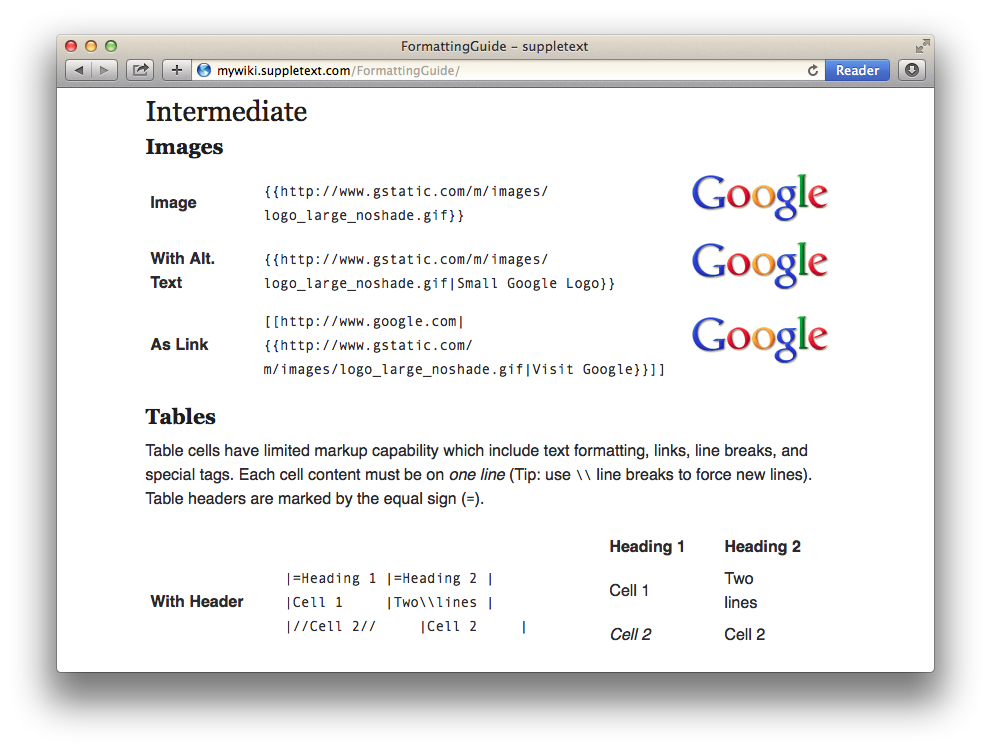 FormattingGuide – suppletext
mywiki.suppletext.com/FormattingGuide/
Reader
Intermediate
Images
Image
{{http://www.gstatic.com/m/images/
logo_large_noshade.gif}}
Google
With Alt.
Text
{{http://www.gstatic.com/m/images/
logo_large_noshade.gif|Small Google Logo}}
Google
As Link
[[http://www.google.com|
{{http://www.gstatic.com/
m/images/logo_large_noshade.gif|Visit Google}}]]
Google
Tables
Table cells have limited markup capability which include text formatting, links, line breaks, and
special tags. Each cell content must be on one line (Tip: use \\ line breaks to force new lines).
Table headers are marked by the equal sign (=).
With Header
|=Heading 1 |=Heading 2 |
|Cell 1     |Two\\lines |
|//Cell 2//     |Cell 2     |
Heading 1 Heading 2
Cell 1 Two
lines
Cell 2 Cell 2